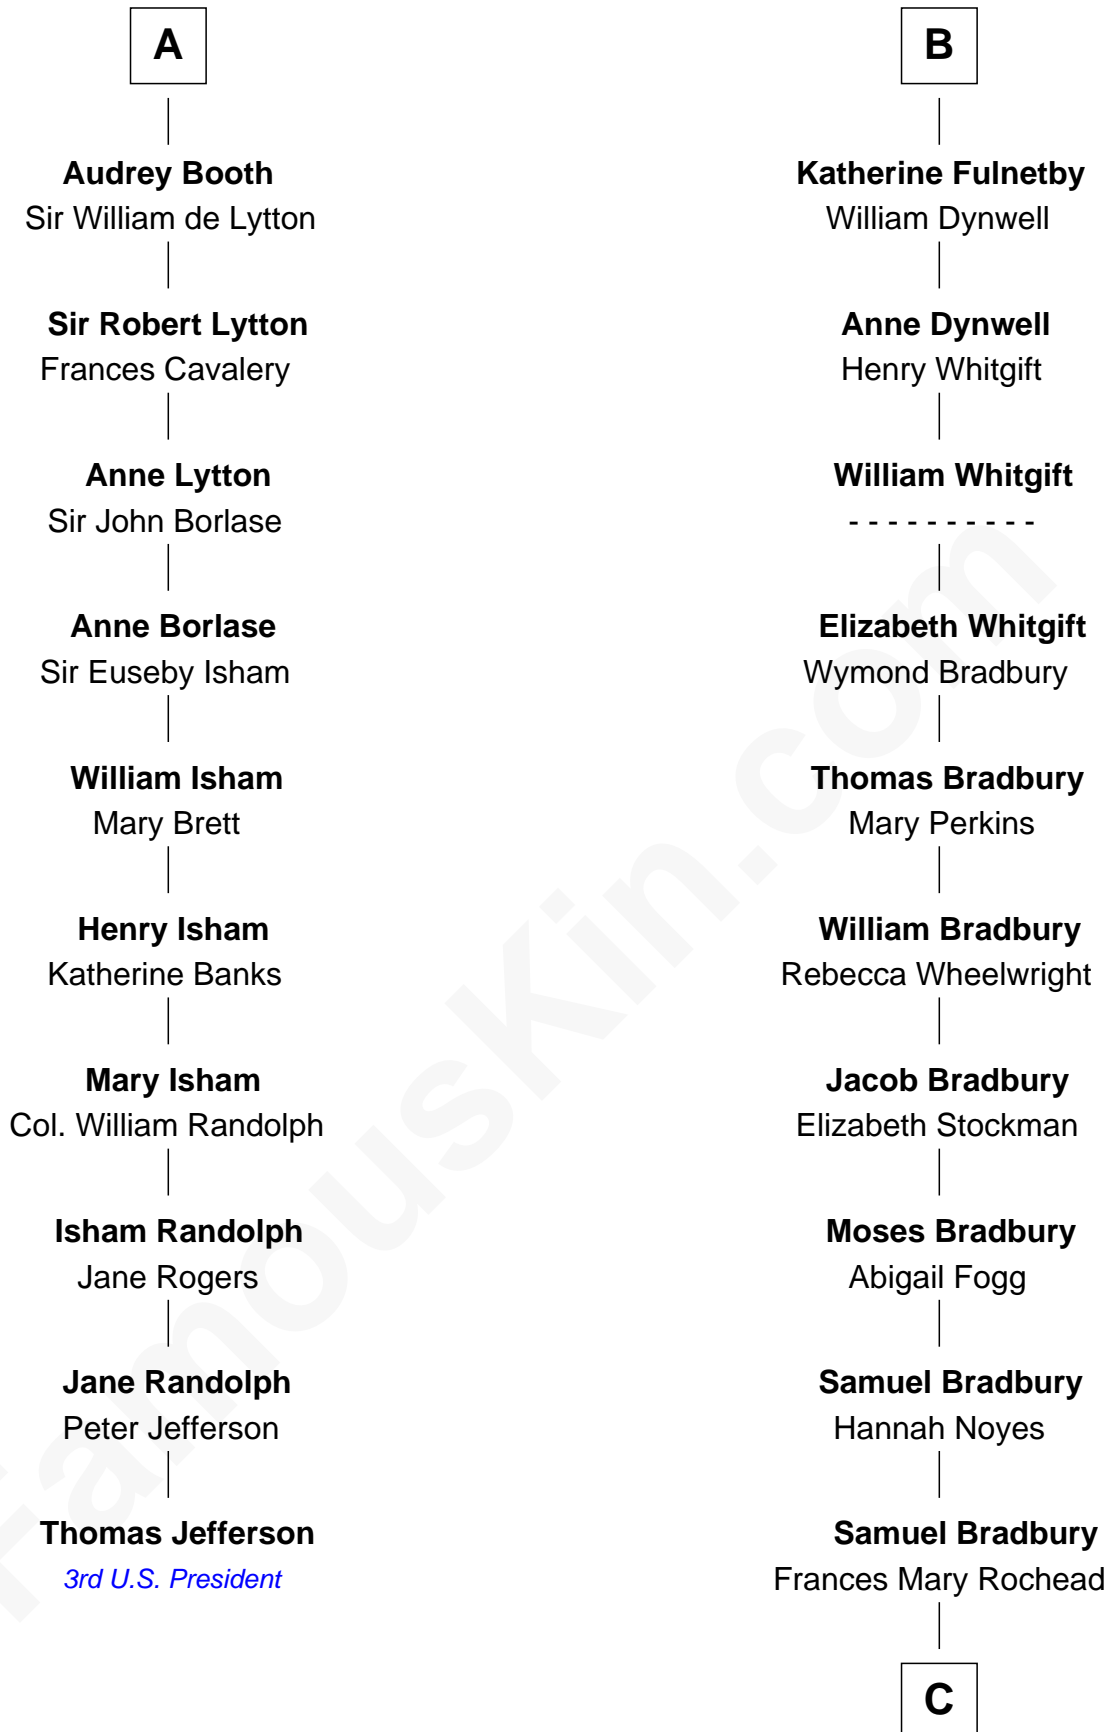 A
Audrey Booth
Sir William de Lytton
Sir Robert Lytton
Frances Cavalery
Anne Lytton
Sir John Borlase
Anne Borlase
Sir Euseby Isham
William Isham
Mary Brett
Henry Isham
Katherine Banks
Mary Isham
Col. William Randolph
Isham Randolph
Jane Rogers
Jane Randolph
Peter Jefferson
Thomas Jefferson
3rd U.S. President
B
Katherine Fulnetby
William Dynwell
Anne Dynwell
Henry Whitgift
William Whitgift
- - - - - - - - - -
Elizabeth Whitgift
Wymond Bradbury
Thomas Bradbury
Mary Perkins
William Bradbury
Rebecca Wheelwright
Jacob Bradbury
Elizabeth Stockman
Moses Bradbury
Abigail Fogg
Samuel Bradbury
Hannah Noyes
Samuel Bradbury
Frances Mary Rochead
C
FamousKin.com